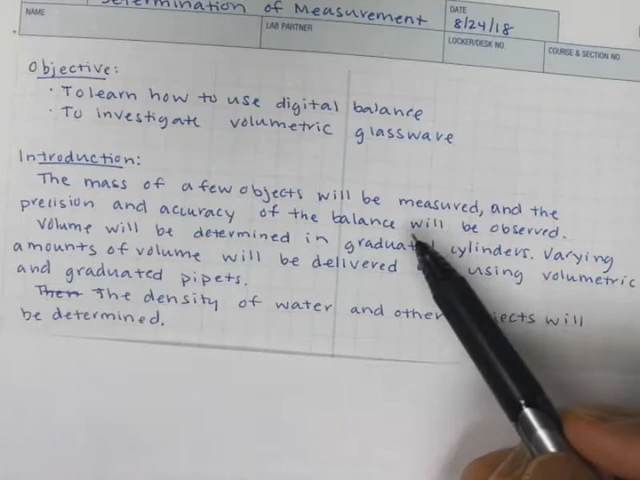 Determination of Measurement
DATE
8/24/18
NAME
LAB PARTNER
LOCKER/DESK NO.
COURSE & SECTION NO
Objective:
· To learn how to use digital balance
· To investigate volumetric glassware
Introduction:
The mass of a few objects will be measured, and the
precision and accuracy of the balance will be observed.
Volume will be determined in graduated cylinders. Varying
amounts of volume will be delivered using volumetric
and graduated pipets.
Then The density of water and other objects will
be determined.